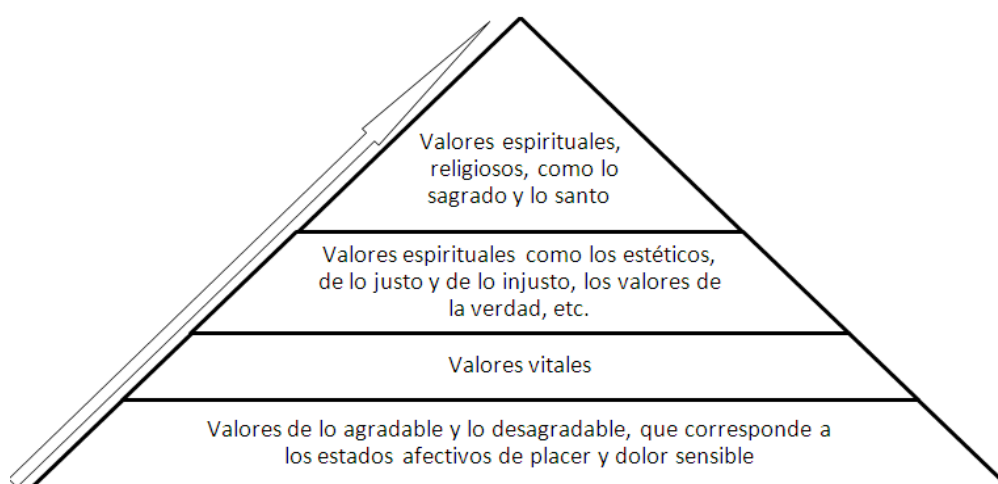 Valores espirituales,
religiosos, como lo
sagrado y lo santo
Valores espirituales como los estéticos,
de lo justo y de lo injusto, los valores de
la verdad, etc.
Valores vitales
Valores de lo agradable y lo desagradable, que corresponde a
los estados afectivos de placer y dolor sensible